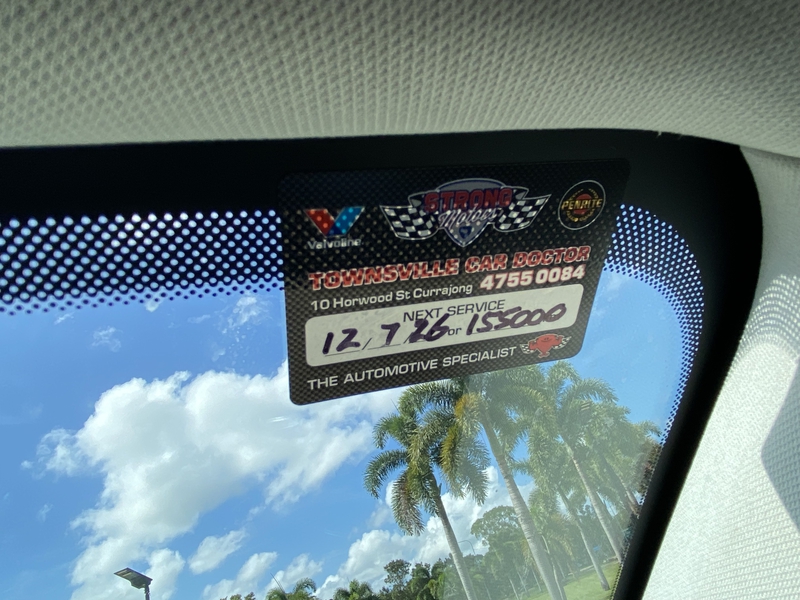 Valvoline
STRONG
Motors
PENRITE
TOWNSVILLE CAR DOCTOR
10 Horwood St Currajong 4755 0084
NEXT SERVICE
12/7/26 or 155000
THE AUTOMOTIVE SPECIALIST